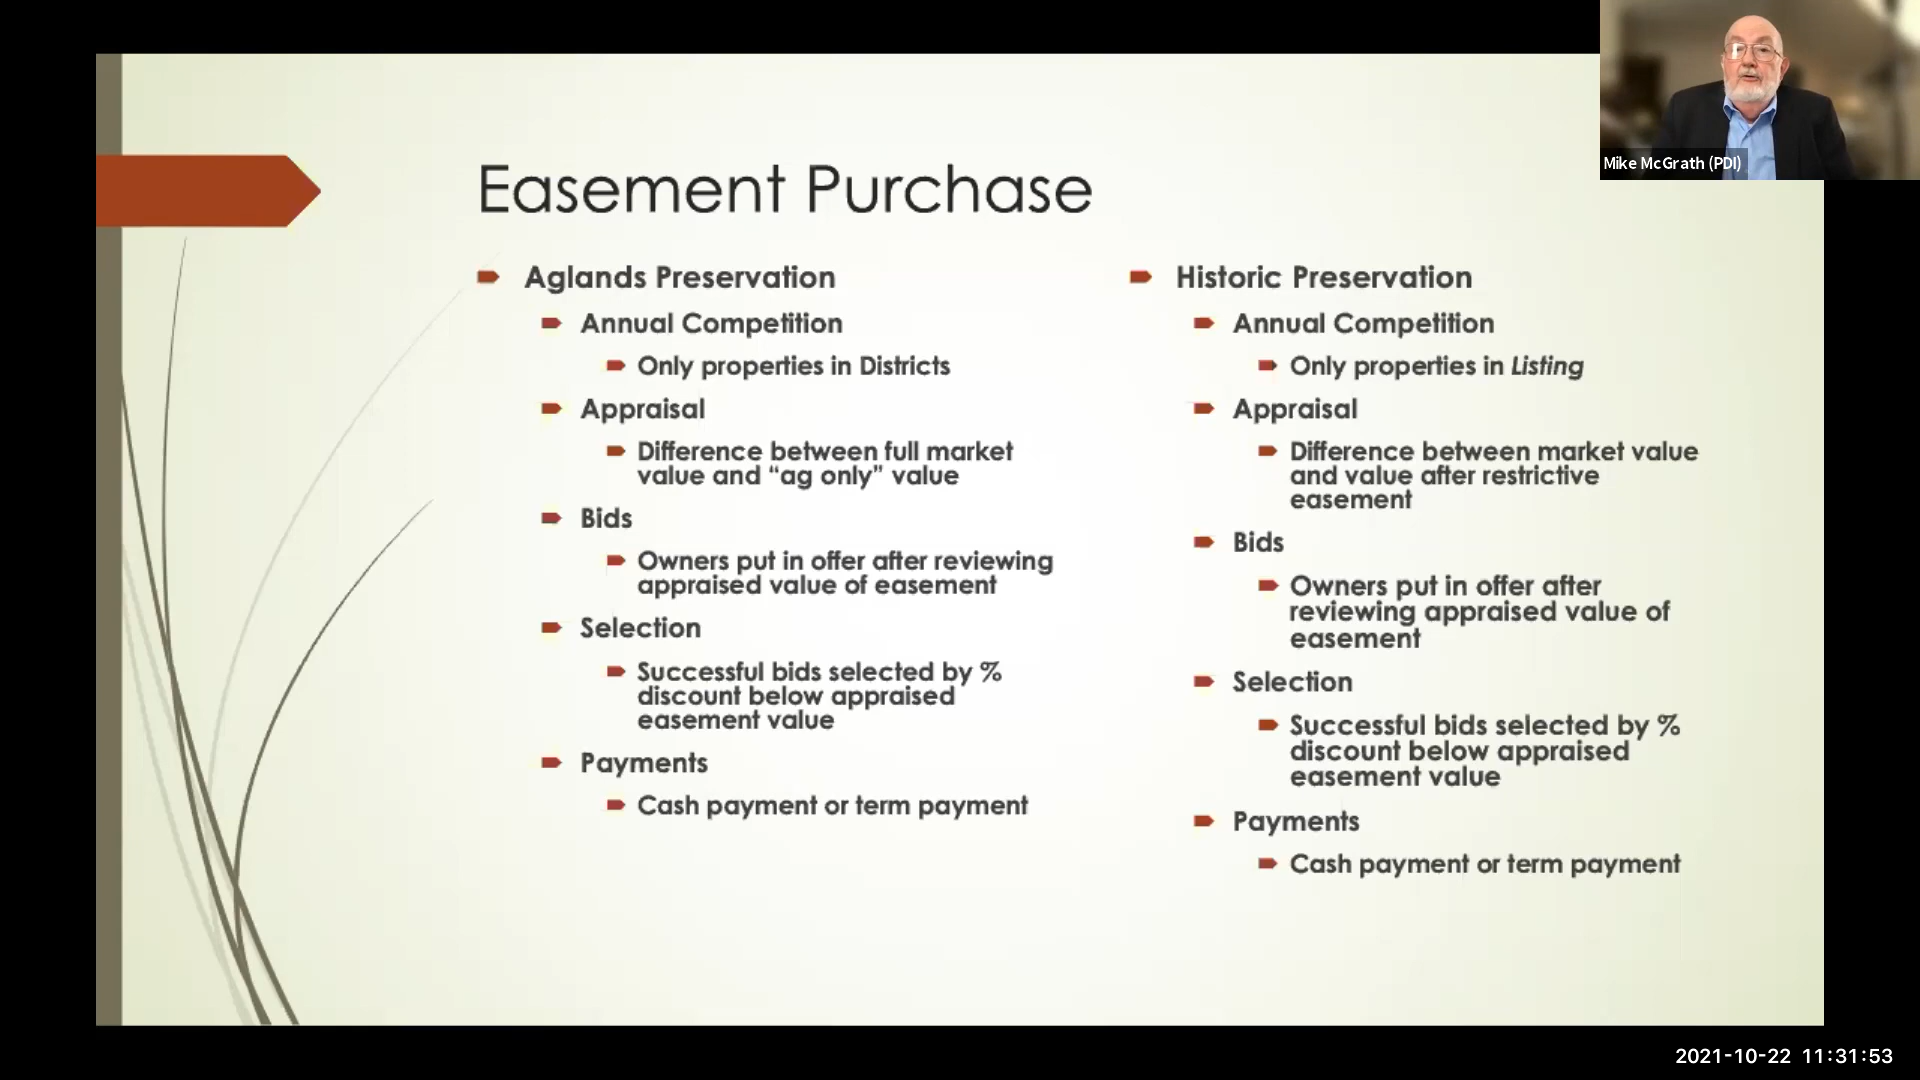 Mike McGrath (PDI)
Easement Purchase
Aglands Preservation
Annual Competition
Only properties in Districts
Appraisal
Difference between full market
value and “ag only” value
Bids
Owners put in offer after reviewing
appraised value of easement
Selection
Successful bids selected by %
discount below appraised
easement value
Payments
Cash payment or term payment
Historic Preservation
Annual Competition
Only properties in Listing
Appraisal
Difference between market value
and value after restrictive
easement
Bids
Owners put in offer after
reviewing appraised value of
easement
Selection
Successful bids selected by %
discount below appraised
easement value
Payments
Cash payment or term payment
2021-10-22 11:31:53